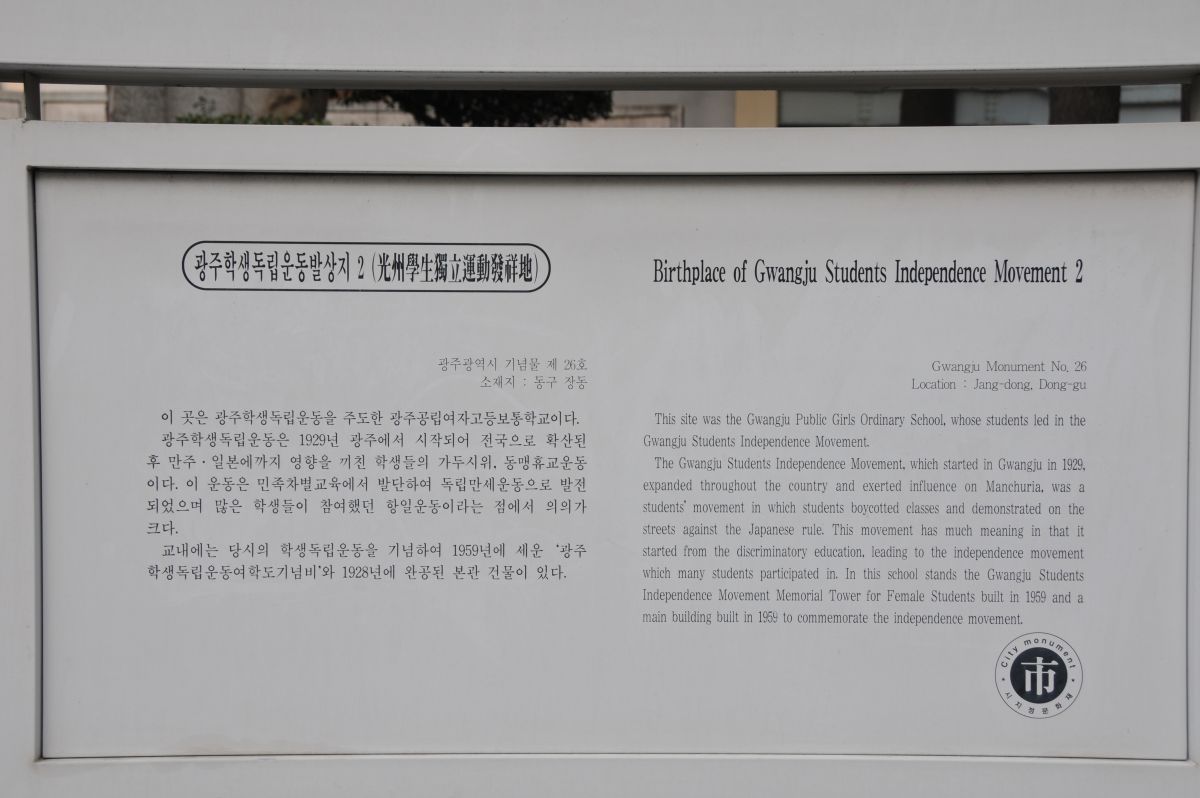 광주학생독립운동발상지 2 (光州學生獨立運動發祥地)
광주광역시 기념물 제 26호
소재지 : 동구 장동
이 곳은 광주학생독립운동을 주도한 광주공립여자고등보통학교이다.
광주학생독립운동은 1929년 광주에서 시작되어 전국으로 확산된
후 만주·일본에까지 영향을 끼친 학생들의 가두시위, 동맹휴교운동
이다. 이 운동은 민족차별교육에서 발단하여 독립만세운동으로 발전
되었으며 많은 학생들이 참여했던 항일운동이라는 점에서 의의가
크다.
교내에는 당시의 학생독립운동을 기념하여 1959년에 세운 '광주
학생독립운동여학도기념비'와 1928년에 완공된 본관 건물이 있다.
Birthplace of Gwangju Students Independence Movement 2
Gwangju Monument No. 26
Location : Jang-dong, Dong-gu
This site was the Gwangju Public Girls Ordinary School, whose students led in the
Gwangju Students Independence Movement.
The Gwangju Students Independence Movement, which started in Gwangju in 1929,
expanded throughout the country and exerted influence on Manchuria, was a
students' movement in which students boycotted classes and demonstrated on the
streets against the Japanese rule. This movement has much meaning in that it
started from the discriminatory education, leading to the independence movement
which many students participated in. In this school stands the Gwangju Students
Independence Movement Memorial Tower for Female Students built in 1959 and a
main building built in 1959 to commemorate the independence movement.
City monument
市
시지정문화재